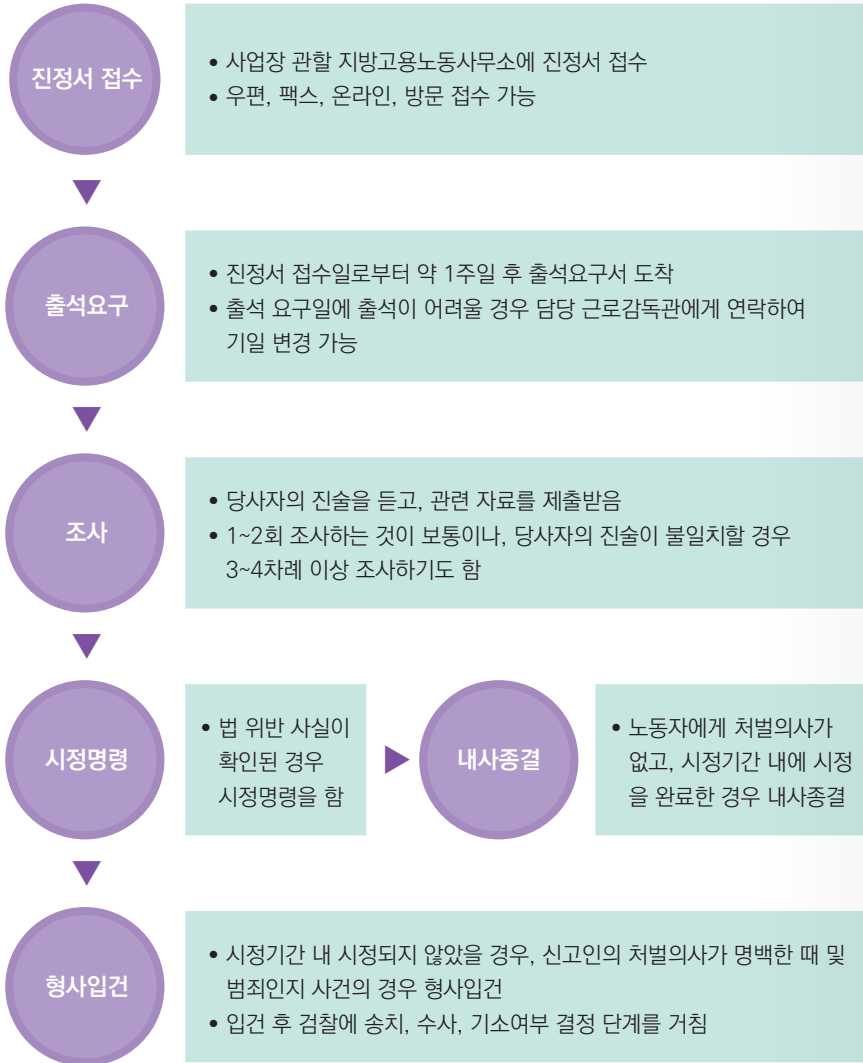 진정서 접수
• 사업장 관할 지방고용노동사무소에 진정서 접수
• 우편, 팩스, 온라인, 방문 접수 가능
출석요구
• 진정서 접수일로부터 약 1주일 후 출석요구서 도착
• 출석 요구일에 출석이 어려울 경우 담당 근로감독관에게 연락하여
기일 변경 가능
조사
• 당사자의 진술을 듣고, 관련 자료를 제출받음
• 1~2회 조사하는 것이 보통이나, 당사자의 진술이 불일치할 경우
3~4차례 이상 조사하기도 함
시정명령
• 법 위반 사실이
확인된 경우
시정명령을 함
내사종결
• 노동자에게 처벌의사가
없고, 시정기간 내에 시정
을 완료한 경우 내사종결
형사입건
• 시정기간 내 시정되지 않았을 경우, 신고인의 처벌의사가 명백한 때 및
범죄인지 사건의 경우 형사입건
• 입건 후 검찰에 송치, 수사, 기소여부 결정 단계를 거침